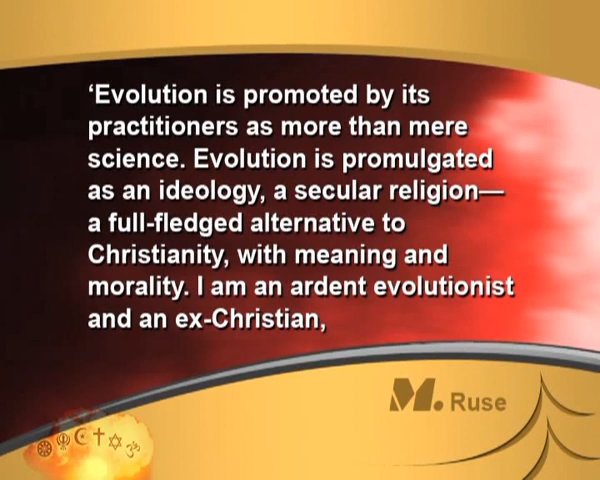 ‘Evolution is promoted by its
practitioners as more than mere
science. Evolution is promulgated
as an ideology, a secular religion—
a full-fledged alternative to
Christianity, with meaning and
morality. I am an ardent evolutionist
and an ex-Christian,
M. Ruse